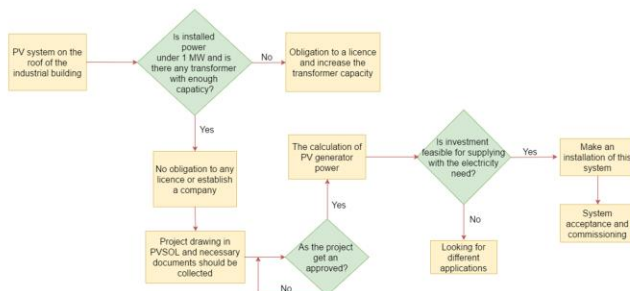 PV system on the
roof of the
industrial building
Is installed
power
under 1 MW and is
there any transformer
with enough
capaticy?
No
Obligation to a licence
and increase the
transformer capacity
Yes
No obligation to any
licence or establish
a company
Project drawing in
PVSOL and necessary
documents should be
collected
As the project
get an
approved?
No
Yes
The calculation of
PV generator
power
Is investment
feasible for supplying
with the electricity
need?
Yes
Make an
installation of this
system
System
acceptance and
commissioning
No
Looking for
different
applications